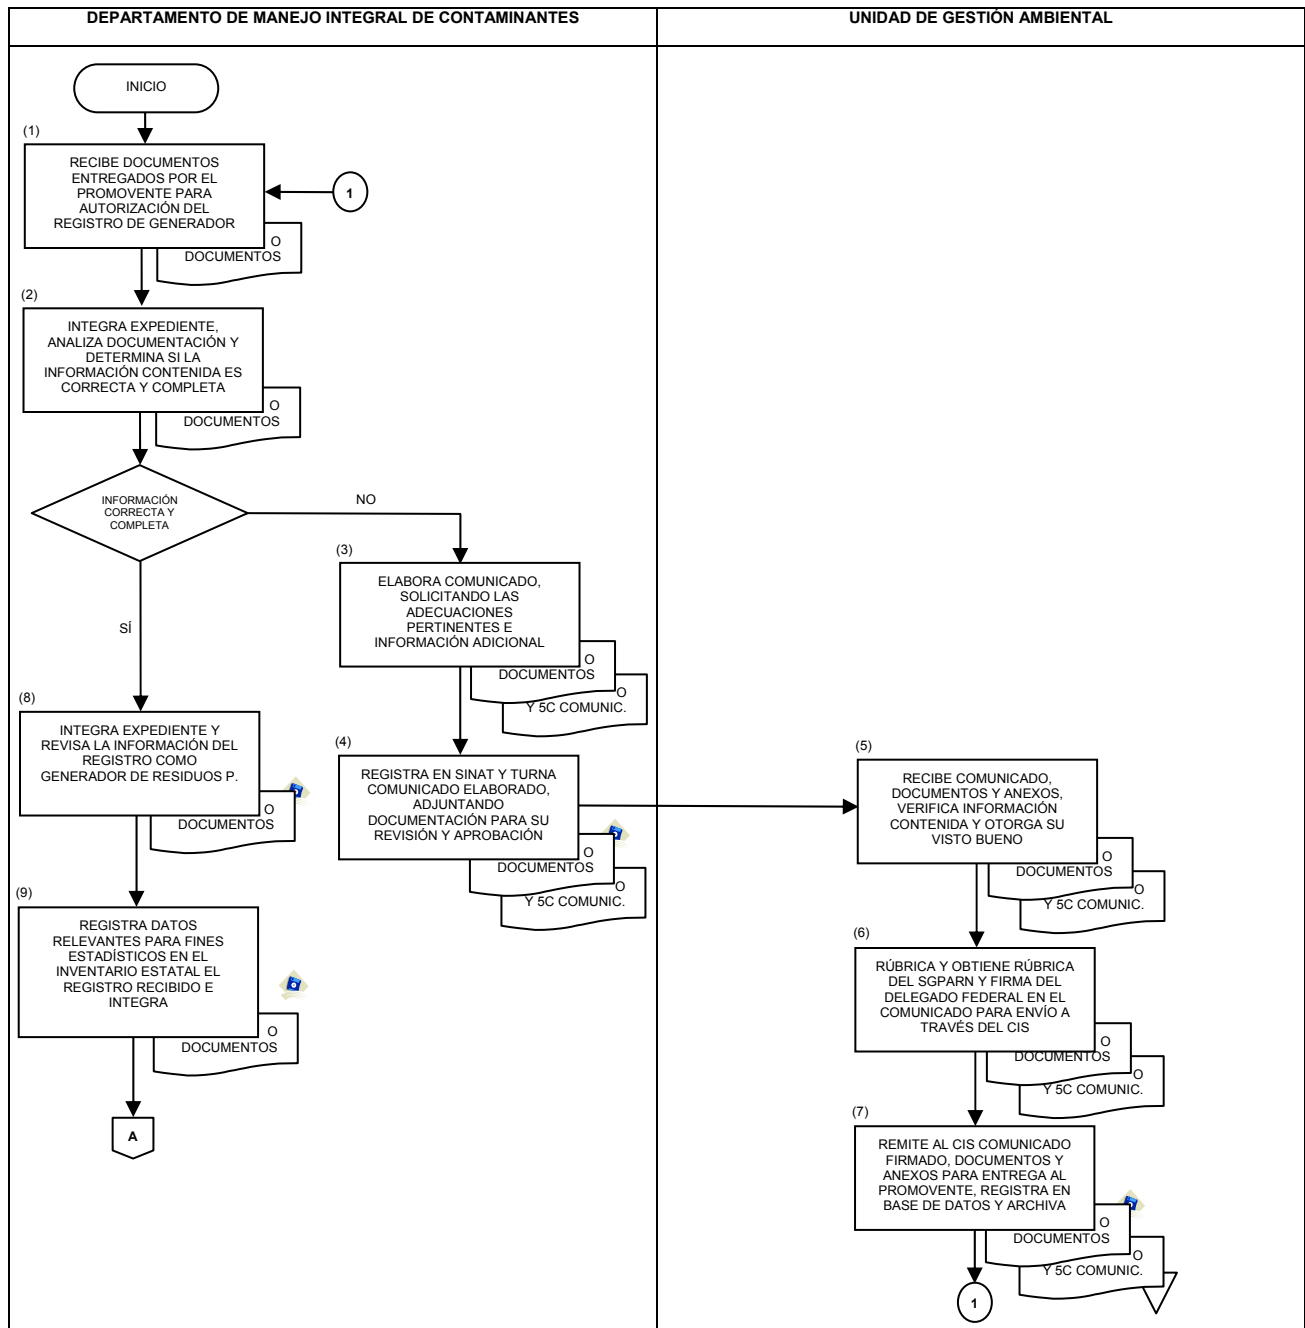 DEPARTAMENTO DE MANEJO INTEGRAL DE CONTAMINANTES
UNIDAD DE GESTIÓN AMBIENTAL
INICIO
(1)
RECIBE DOCUMENTOS
ENTREGADOS POR EL
PROMOVENTE PARA
AUTORIZACIÓN DEL
REGISTRO DE GENERADOR
1
O
DOCUMENTOS
(2)
INTEGRA EXPEDIENTE,
ANALIZA DOCUMENTACIÓN Y
DETERMINA SI LA
INFORMACIÓN CONTENIDA ES
CORRECTA Y COMPLETA
O
DOCUMENTOS
INFORMACIÓN
CORRECTA Y
COMPLETA
NO
SÍ
(3)
ELABORA COMUNICADO,
SOLICITANDO LAS
ADECUACIONES
PERTINENTES E
INFORMACIÓN ADICIONAL
O
DOCUMENTOS
O
Y 5C COMUNIC.
(4)
REGISTRA EN SINAT Y TURNA
COMUNICADO ELABORADO,
ADJUNTANDO
DOCUMENTACIÓN PARA SU
REVISIÓN Y APROBACIÓN
O
DOCUMENTOS
O
Y 5C COMUNIC.
(5)
RECIBE COMUNICADO,
DOCUMENTOS Y ANEXOS,
VERIFICA INFORMACIÓN
CONTENIDA Y OTORGA SU
VISTO BUENO
O
DOCUMENTOS
O
Y 5C COMUNIC.
(6)
RÚBRICA Y OBTIENE RÚBRICA
DEL SGPARN Y FIRMA DEL
DELEGADO FEDERAL EN EL
COMUNICADO PARA ENVÍO A
TRAVÉS DEL CIS
O
DOCUMENTOS
O
Y 5C COMUNIC.
(7)
REMITE AL CIS COMUNICADO
FIRMADO, DOCUMENTOS Y
ANEXOS PARA ENTREGA AL
PROMOVENTE, REGISTRA EN
BASE DE DATOS Y ARCHIVA
O
DOCUMENTOS
O
Y 5C COMUNIC.
1
(8)
INTEGRA EXPEDIENTE Y
REVISA LA INFORMACIÓN DEL
REGISTRO COMO
GENERADOR DE RESIDUOS P.
O
DOCUMENTOS
(9)
REGISTRA DATOS
RELEVANTES PARA FINES
ESTADÍSTICOS EN EL
INVENTARIO ESTATAL EL
REGISTRO RECIBIDO E
INTEGRA
O
DOCUMENTOS
A